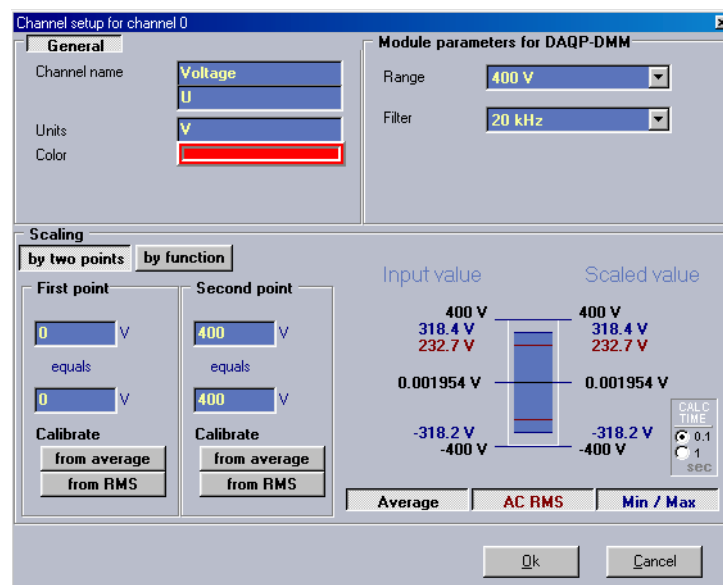 Channel setup for channel 0
General
Channel name
Voltage
U
Units
V
Color
Module parameters for DAQP-DMM
Range
400 V
Filter
20 kHz
Scaling
by two points
by function
First point
0 V
equals
0 V
Calibrate
from average
from RMS
Second point
400 V
equals
400 V
Calibrate
from average
from RMS
Input value
Scaled value
400 V
400 V
318.4 V
318.4 V
232.7 V
232.7 V
0.001954 V
0.001954 V
-318.2 V
-318.2 V
-400 V
-400 V
CALC
TIME
0.1
1
sec
Average
AC RMS
Min / Max
Ok
Cancel